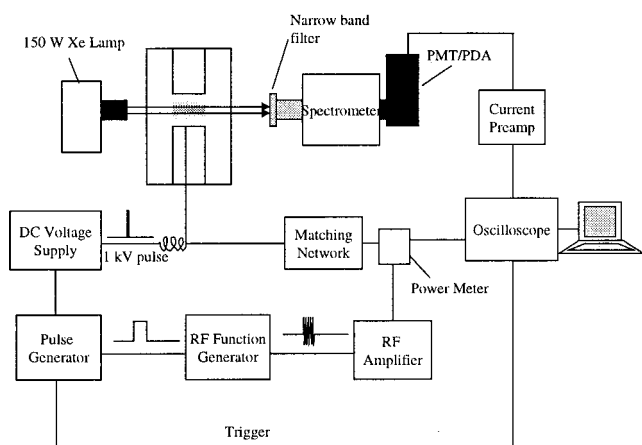 Narrow band
filter
150 W Xe Lamp
PMT/PDA
Spectrometer
Current
Preamp
DC Voltage
Supply
1 kV pulse
Matching
Network
Oscilloscope
Power Meter
Pulse
Generator
RF Function
Generator
RF
Amplifier
Trigger